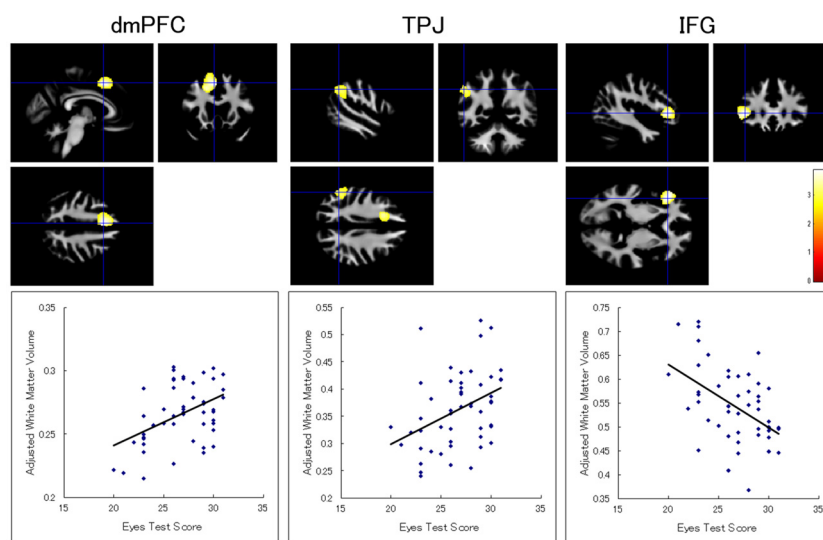 dmPFC TPJ IFG
3
2
1
0
0.35
0.3
0.25
0.2
15 20 25 30 35
Adjusted White Matter Volume
Eyes Test Score
0.55
0.5
0.45
0.4
0.35
0.3
0.25
0.2
15 20 25 30 35
Adjusted White Matter Volume
Eyes Test Score
0.75
0.7
0.65
0.6
0.55
0.5
0.45
0.4
0.35
15 20 25 30 35
Adjusted White Matter Volume
Eyes Test Score